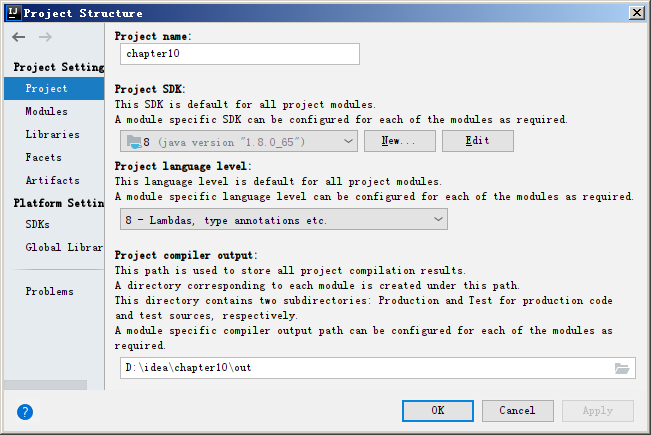 Project Structure
Project name:
chapter10
Project Setting
Project
Modules
Libraries
Facets
Artifacts
Platform Settin
SDKs
Global Librar
Problems
Project SDK:
This SDK is default for all project modules.
A module specific SDK can be configured for each of the modules as required.
8 (java version "1.8.0_65")
New...
Edit
Project language level:
This language level is default for all project modules.
A module specific language level can be configured for each of the modules as required.
8 - Lambdas, type annotations etc.
Project compiler output:
This path is used to store all project compilation results.
A directory corresponding to each module is created under this path.
This directory contains two subdirectories: Production and Test for production code
and test sources, respectively.
A module specific compiler output path can be configured for each of the modules as
required.
D:\idea\chapter10\out
?
OK
Cancel
Apply